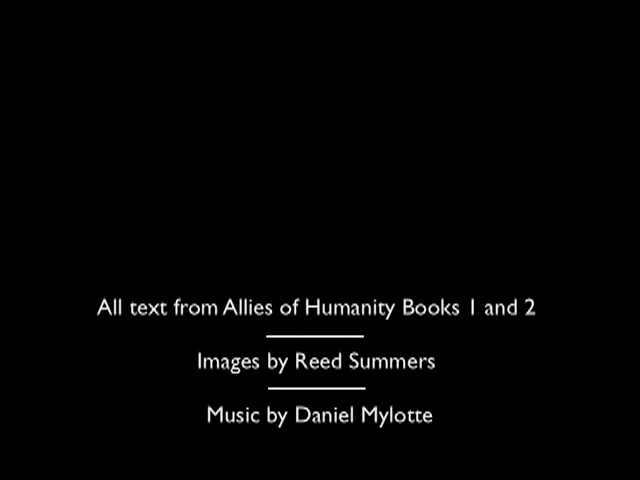 All text from Allies of Humanity Books 1 and 2
Images by Reed Summers
Music by Daniel Mylotte